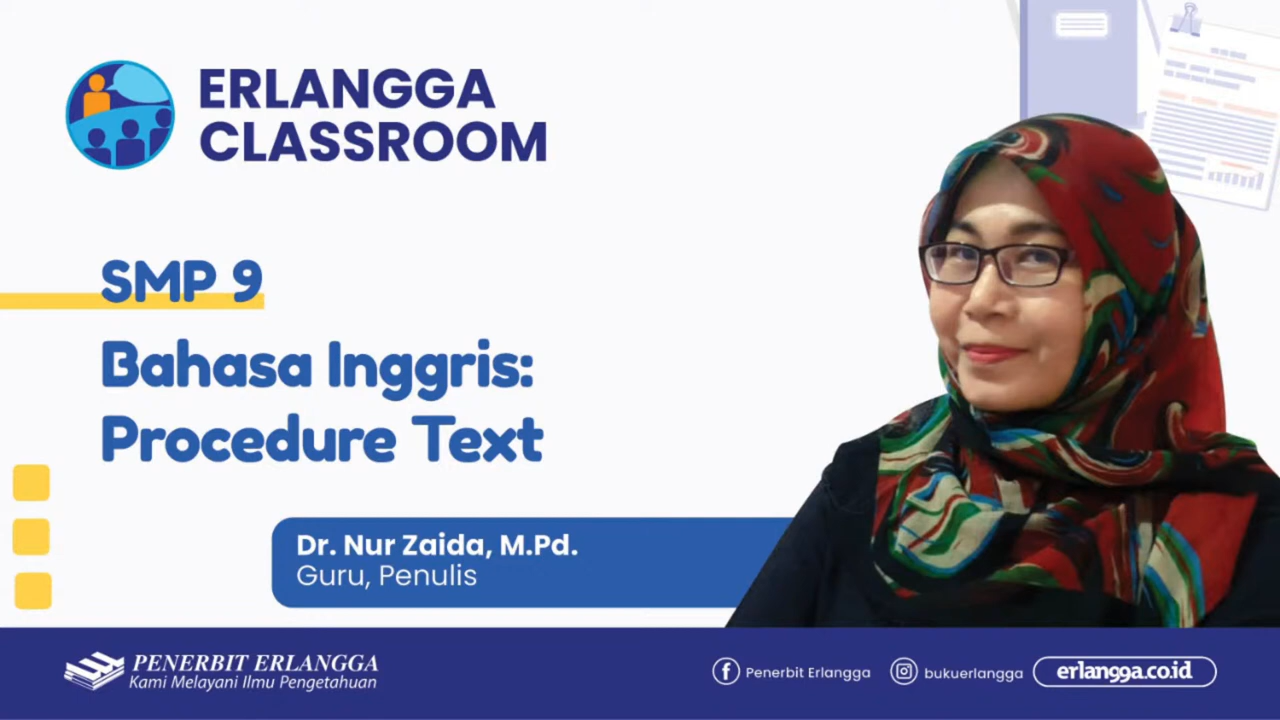 ERLANGGA
CLASSROOM
SMP 9
Bahasa Inggris:
Procedure Text
Dr. Nur Zaida, M.Pd.
Guru, Penulis
PENERBIT ERLANGGA
Kami Melayani Ilmu Pengetahuan
Penerbit Erlangga
bukuerlangga
erlangga.co.id